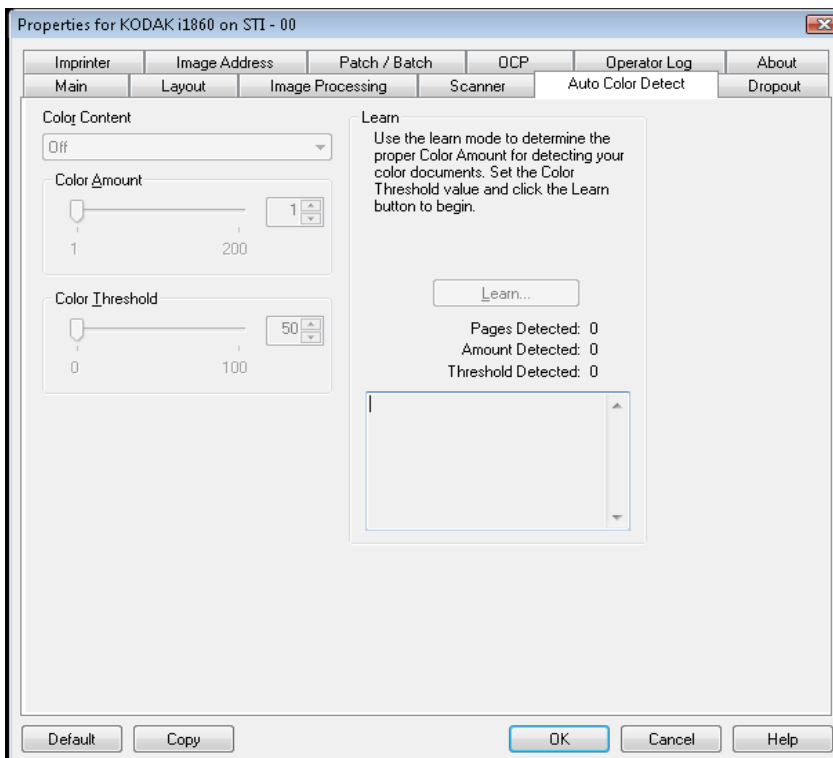 Properties for KODAK i1860 on STI - 00
Imprinter Image Address Patch / Batch OCP Operator Log About
Main Layout Image Processing Scanner Auto Color Detect Dropout
Color Content
Off
Color Amount
1
1 200
Color Threshold
50
0 100
Learn
Use the learn mode to determine the
proper Color Amount for detecting your
color documents. Set the Color
Threshold value and click the Learn
button to begin.
Learn...
Pages Detected: 0
Amount Detected: 0
Threshold Detected: 0
Default Copy OK Cancel Help